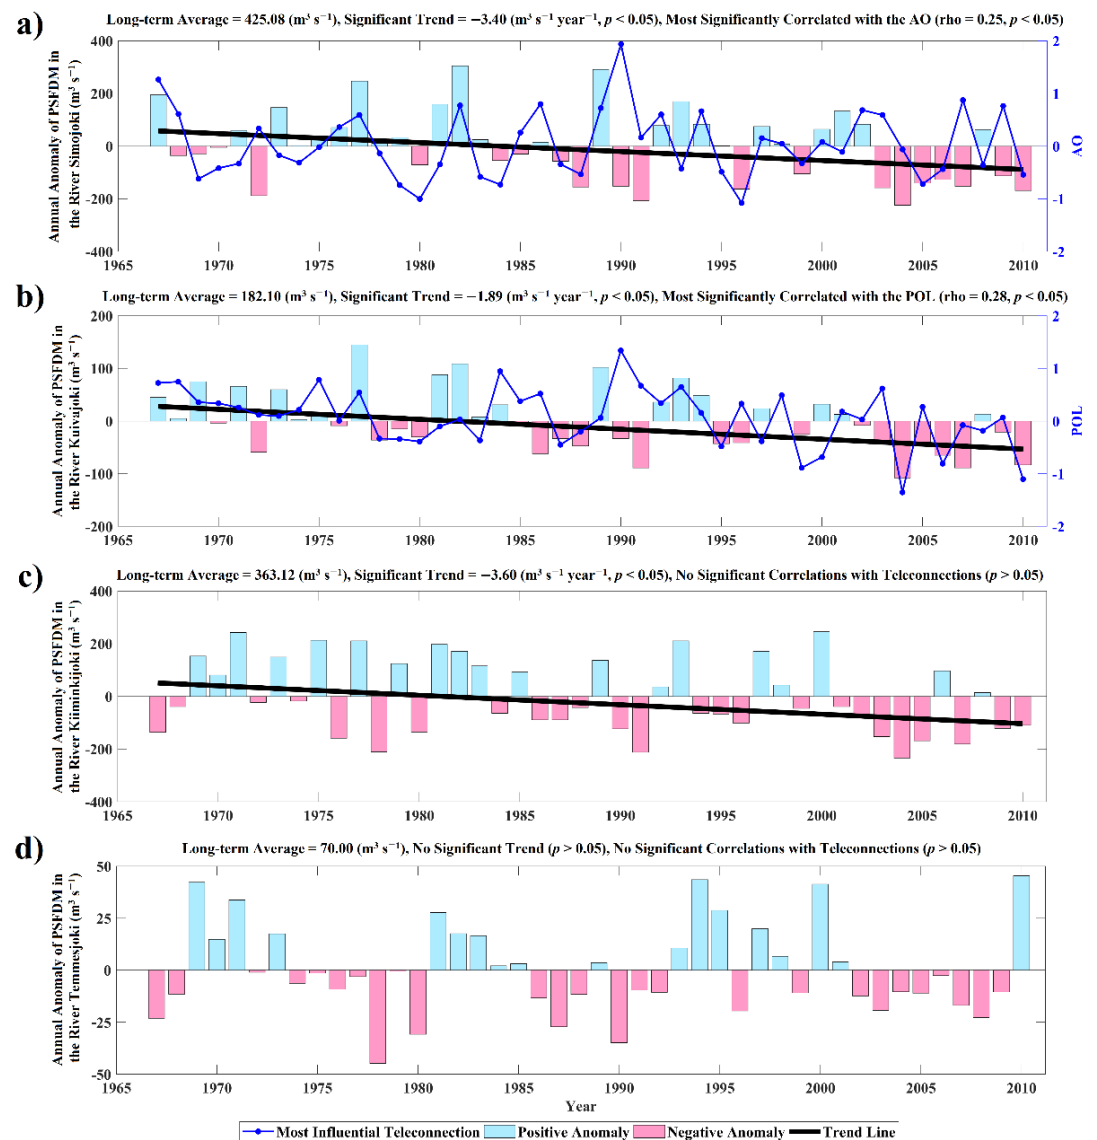 a) Long-term Average = 425.08 (m³ s⁻¹), Significant Trend = −3.40 (m³ s⁻¹ year⁻¹, p < 0.05), Most Significantly Correlated with the AO (rho = 0.25, p < 0.05)
Annual Anomaly of PSFDM in
the River Simojoki (m³ s⁻¹)
400
200
0
-200
-400
2
1
0
-1
-2
AO
1965 1970 1975 1980 1985 1990 1995 2000 2005 2010
b) Long-term Average = 182.10 (m³ s⁻¹), Significant Trend = −1.89 (m³ s⁻¹ year⁻¹, p < 0.05), Most Significantly Correlated with the POL (rho = 0.28, p < 0.05)
Annual Anomaly of PSFDM in
the River Kuivajoki (m³ s⁻¹)
200
100
0
-100
-200
2
1
0
-1
-2
POL
1965 1970 1975 1980 1985 1990 1995 2000 2005 2010
c) Long-term Average = 363.12 (m³ s⁻¹), Significant Trend = −3.60 (m³ s⁻¹ year⁻¹, p < 0.05), No Significant Correlations with Teleconnections (p > 0.05)
Annual Anomaly of PSFDM in
the River Kiiminkijoki (m³ s⁻¹)
400
200
0
-200
-400
1965 1970 1975 1980 1985 1990 1995 2000 2005 2010
d) Long-term Average = 70.00 (m³ s⁻¹), No Significant Trend (p > 0.05), No Significant Correlations with Teleconnections (p > 0.05)
Annual Anomaly of PSFDM in
the River Temmesjoki (m³ s⁻¹)
50
25
0
-25
-50
1965 1970 1975 1980 1985 1990 1995 2000 2005 2010
Year
Most Influential Teleconnection Positive Anomaly Negative Anomaly Trend Line